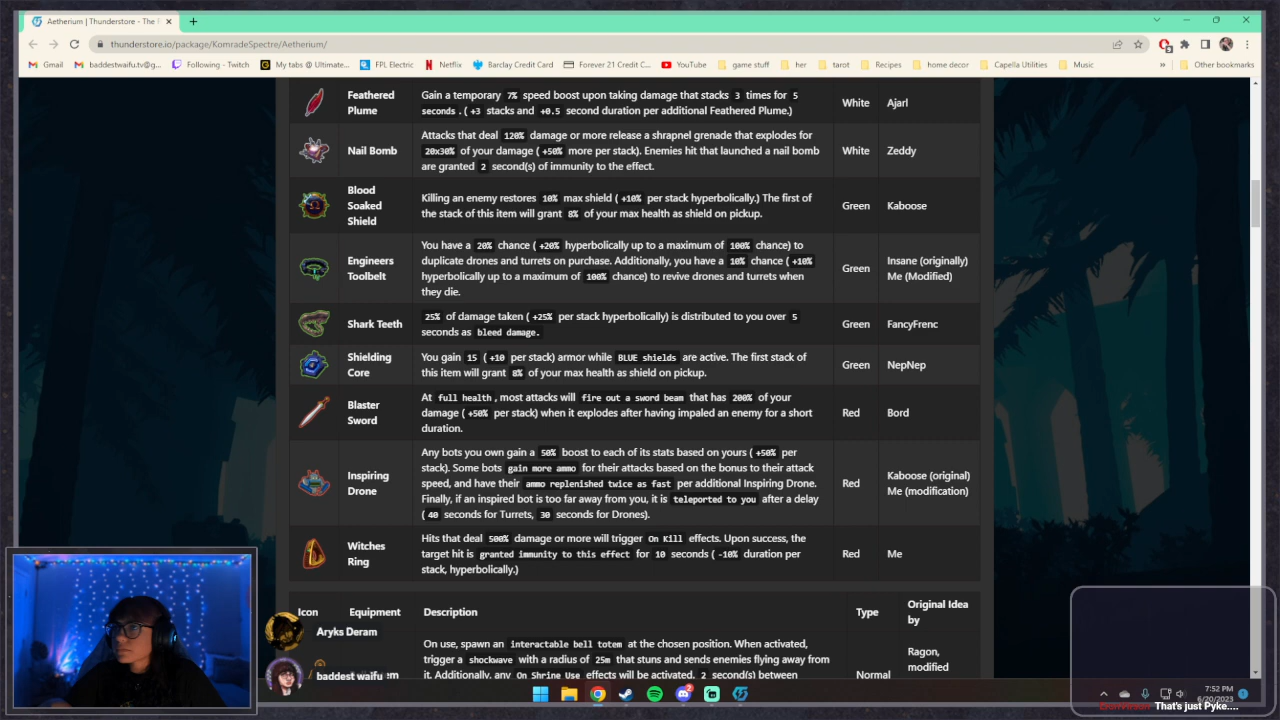 Aetherium | Thunderstore - The F
thunderstore.io/package/KomradeSpectre/Aetherium/
Gmail baddestwaifu.tv@g... Following - Twitch My tabs @ Ultimate... FPL Electric Netflix Barclay Credit Card Forever 21 Credit C... YouTube game stuff her tarot Recipes home decor Capella Utilities Music » Other bookmarks
Feathered Plume
Gain a temporary 7% speed boost upon taking damage that stacks 3 times for 5
seconds. ( +3 stacks and +0.5 second duration per additional Feathered Plume.)
White
Ajarl
Nail Bomb
Attacks that deal 120% damage or more release a shrapnel grenade that explodes for
20x30% of your damage ( +50% more per stack). Enemies hit that launched a nail bomb
are granted 2 second(s) of immunity to the effect.
White
Zeddy
Blood
Soaked
Shield
Killing an enemy restores 10% max shield ( +10% per stack hyperbolically.) The first of
the stack of this item will grant 8% of your max health as shield on pickup.
Green
Kaboose
Engineers
Toolbelt
You have a 20% chance ( +20% hyperbolically up to a maximum of 100% chance) to
duplicate drones and turrets on purchase. Additionally, you have a 10% chance ( +10%
hyperbolically up to a maximum of 100% chance) to revive drones and turrets when
they die.
Green
Insane (originally)
Me (Modified)
Shark Teeth
25% of damage taken ( +25% per stack hyperbolically) is distributed to you over 5
seconds as bleed damage.
Green
FancyFrenc
Shielding
Core
You gain 15 ( +10 per stack) armor while BLUE shields are active. The first stack of
this item will grant 8% of your max health as shield on pickup.
Green
NepNep
Blaster
Sword
At full health, most attacks will fire out a sword beam that has 200% of your
damage ( +50% per stack) when it explodes after having impaled an enemy for a short
duration.
Red
Bord
Inspiring
Drone
Any bots you own gain a 50% boost to each of its stats based on yours ( +50% per
stack). Some bots gain more ammo for their attacks based on the bonus to their attack
speed, and have their ammo replenished twice as fast per additional Inspiring Drone.
Finally, if an inspired bot is too far away from you, it is teleported to you after a delay
( 40 seconds for Turrets, 30 seconds for Drones).
Red
Kaboose (original)
Me (modification)
Witches
Ring
Hits that deal 500% damage or more will trigger On Kill effects. Upon success, the
target hit is granted immunity to this effect for 10 seconds ( -10% duration per
stack, hyperbolically.)
Red
Me
Icon Equipment Description Type Original Idea
by
On use, spawn an interactable bell totem at the chosen position. When activated,
trigger a shockwave with a radius of 25m that stuns and sends enemies flying away from
it. Additionally, any On Shrine Use effects will be activated. 2 second(s) between
Normal
Ragon,
modified
Aryks Deram
baddest waifu
7:52 PM
6/20/2023
That's just Pyke....